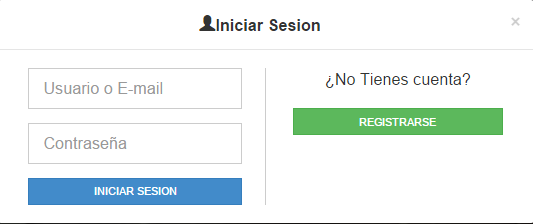 Iniciar Sesion
×
Usuario o E-mail
Contraseña
INICIAR SESION
¿No Tienes cuenta?
REGISTRARSE